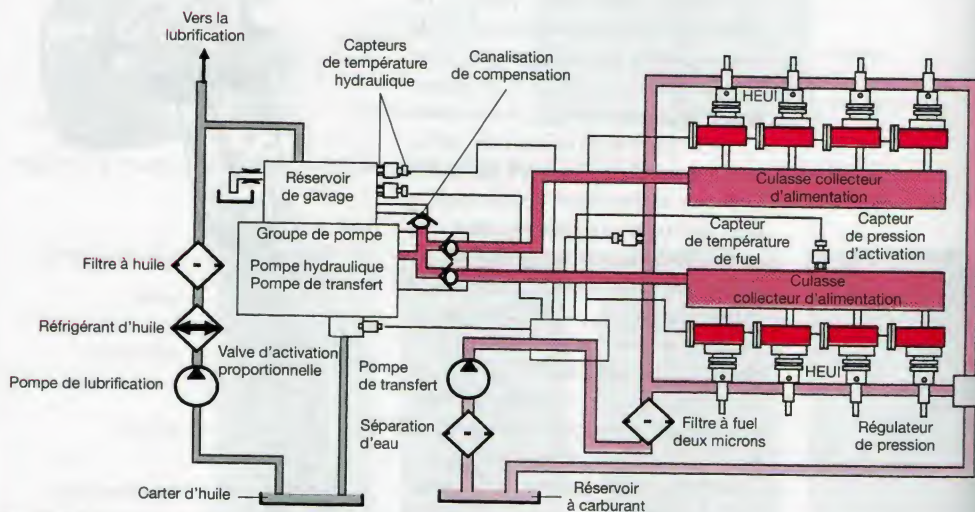 Vers la
lubrification
Capteurs
de température
hydraulique
Canalisation
de compensation
HEUI
Réservoir
de gavage
Culasse collecteur
d'alimentation
Groupe de pompe
Pompe hydraulique
Pompe de transfert
Capteur
de température
de fuel
Capteur
de pression
d'activation
Filtre à huile
Culasse
collecteur d'alimentation
Réfrigérant d'huile
Valve d'activation
proportionnelle
Pompe de lubrification
Pompe
de transfert
HEUI
Séparation
d'eau
Filtre à fuel
deux microns
Régulateur
de pression
Carter d'huile
Réservoir
à carburant